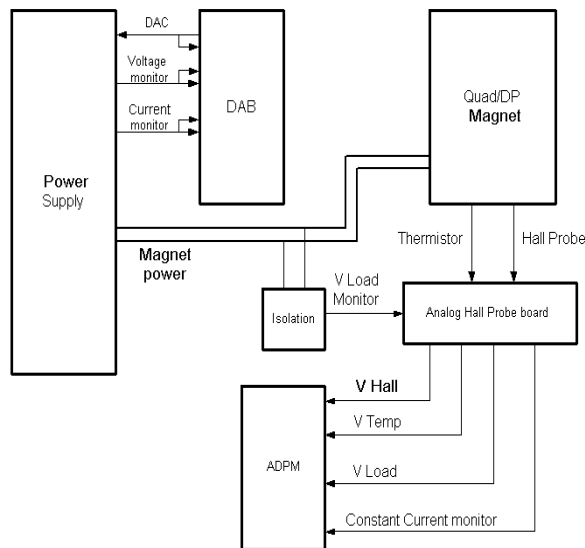 DAC
Voltage
monitor
DAB
Current
monitor
Quad/DP
Magnet
Power
Supply
Magnet
power
Thermistor
Hall Probe
V Load
Monitor
Isolation
Analog Hall Probe board
V Hall
V Temp
ADPM
V Load
Constant Current monitor